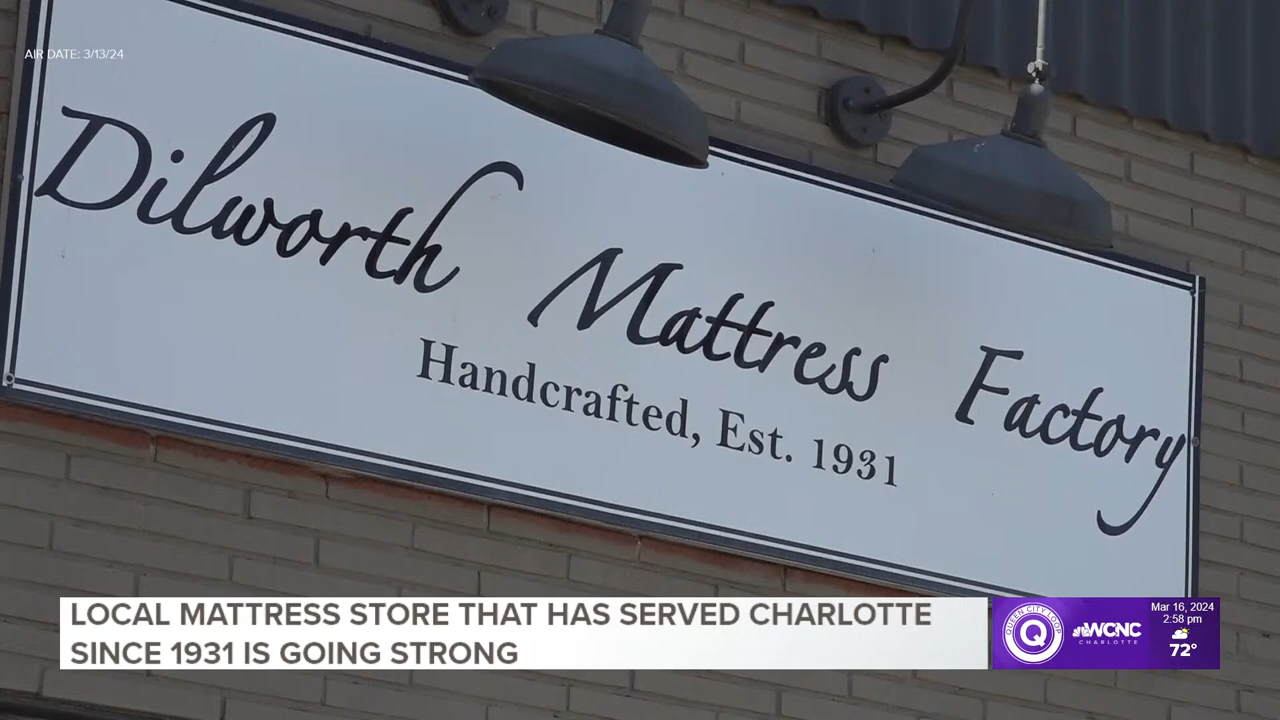 AIR DATE: 3/13/24
Dilworth Mattress Factory
Handcrafted, Est. 1931
LOCAL MATTRESS STORE THAT HAS SERVED CHARLOTTE
SINCE 1931 IS GOING STRONG
QUEEN CITY LOOP
Q
WCNC
CHARLOTTE
Mar 16, 2024
2:58 pm
72°